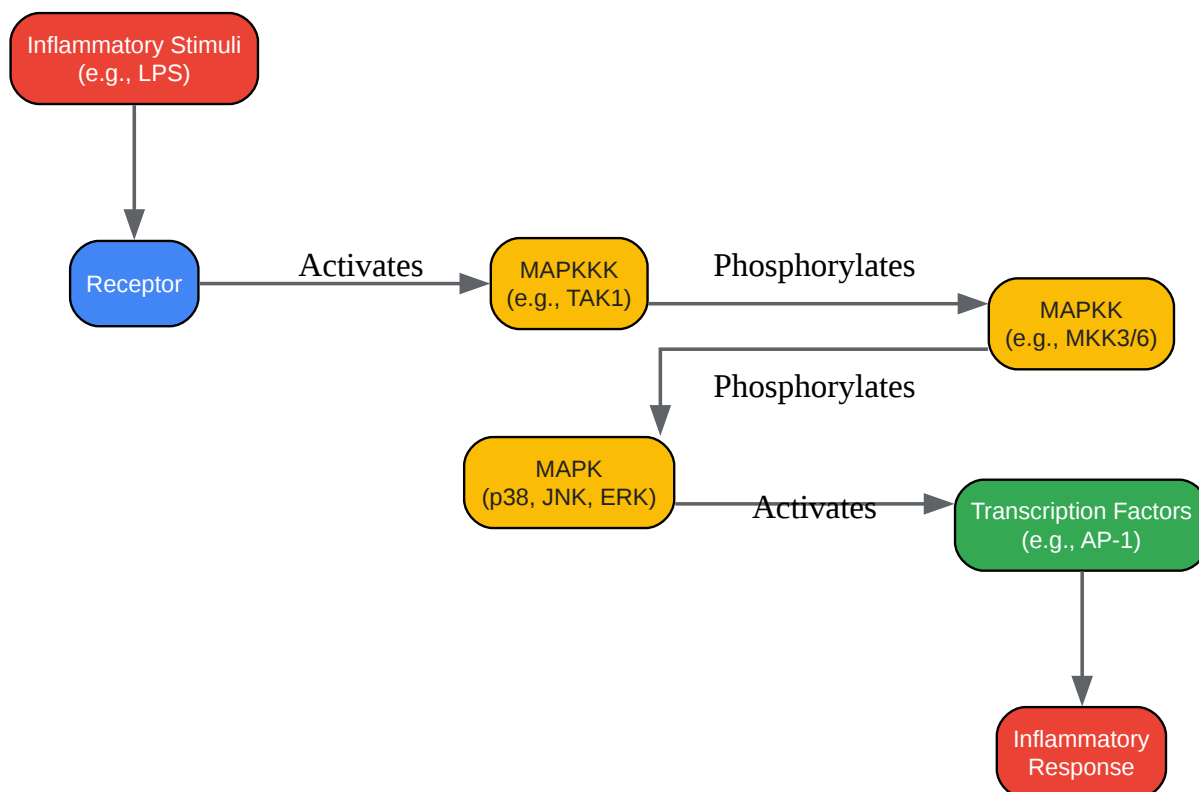 Inflammatory Stimuli
(e.g., LPS)
Receptor
Activates
MAPKKK
(e.g., TAK1)
Phosphorylates
MAPKK
(e.g., MKK3/6)
Phosphorylates
MAPK
(p38, JNK, ERK)
Activates
Transcription Factors
(e.g., AP-1)
Inflammatory
Response